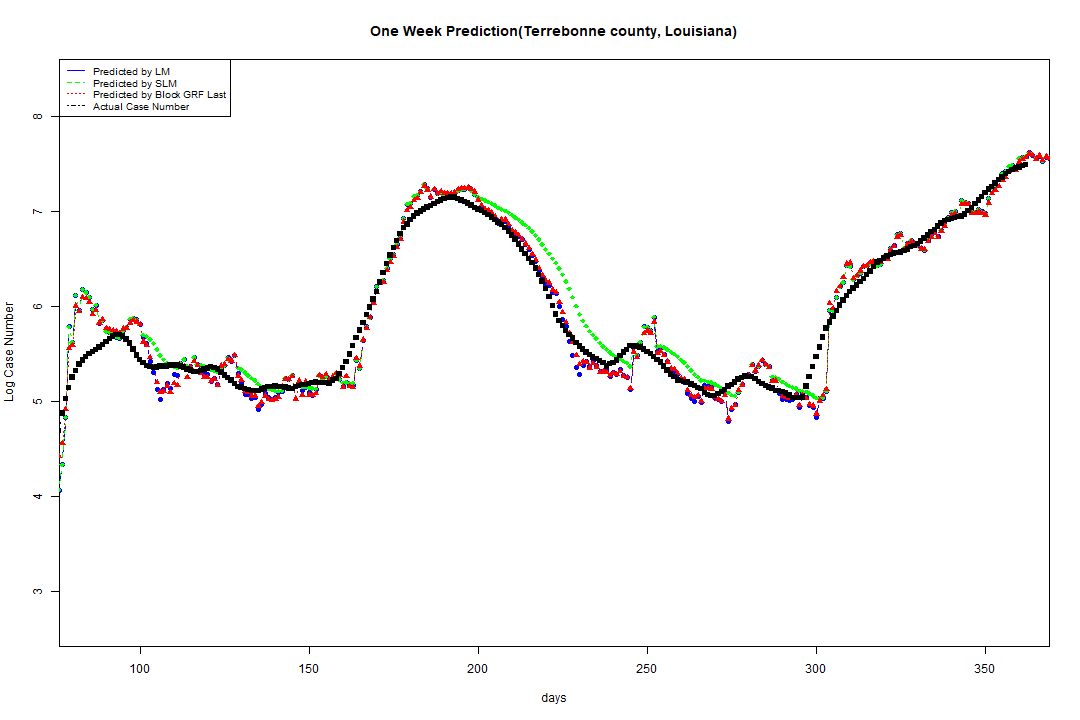 One Week Prediction(Terrebonne county, Louisiana)
Predicted by LM
Predicted by SLM
Predicted by Block GRF Last
Actual Case Number
8
7
6
5
4
3
Log Case Number
100 150 200 250 300 350
days